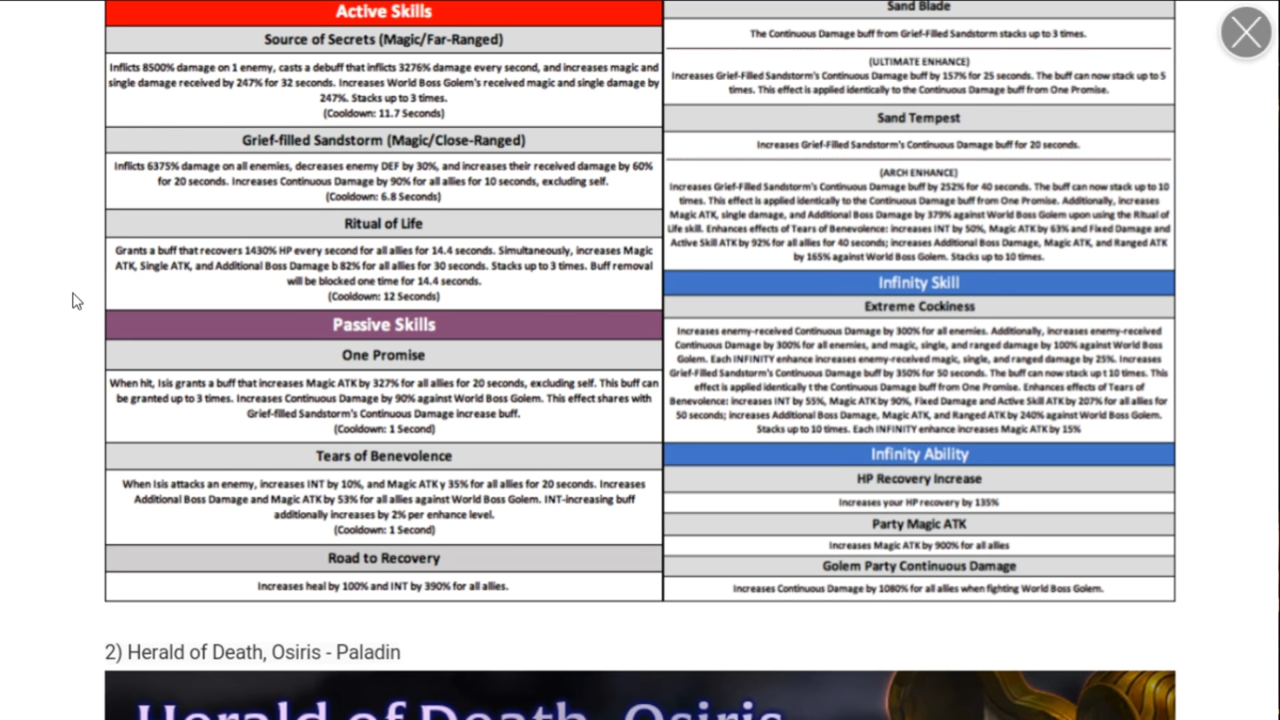 Active Skills
Source of Secrets (Magic/Far-Ranged)
Inflicts 8500% damage on 1 enemy, casts a debuff that inflicts 3276% damage every second, and increases magic and
single damage received by 247% for 32 seconds. Increases World Boss Golem's received magic and single damage by
247%. Stacks up to 3 times.
(Cooldown: 11.7 Seconds)
Grief-filled Sandstorm (Magic/Close-Ranged)
Inflicts 6375% damage on all enemies, decreases enemy DEF by 30%, and increases their received damage by 60%
for 20 seconds. Increases Continuous Damage by 90% for all allies for 10 seconds, excluding self.
(Cooldown: 6.8 Seconds)
Ritual of Life
Grants a buff that recovers 1430% HP every second for all allies for 14.4 seconds. Simultaneously, increases Magic
ATK, Single ATK, and Additional Boss Damage b 82% for all allies for 30 seconds. Stacks up to 3 times. Buff removal
will be blocked one time for 14.4 seconds.
(Cooldown: 12 Seconds)
Passive Skills
One Promise
When hit, Isis grants a buff that increases Magic ATK by 327% for all allies for 20 seconds, excluding self. This buff can
be granted up to 3 times. Increases Continuous Damage by 90% against World Boss Golem. This effect shares with
Grief-filled Sandstorm's Continuous Damage increase buff.
(Cooldown: 1 Second)
Tears of Benevolence
When Isis attacks an enemy, increases INT by 10%, and Magic ATK y 35% for all allies for 20 seconds. Increases
Additional Boss Damage and Magic ATK by 53% for all allies against World Boss Golem. INT-increasing buff
additionally increases by 2% per enhance level.
(Cooldown: 1 Second)
Road to Recovery
Increases heal by 100% and INT by 390% for all allies.
Sand Blade
The Continuous Damage buff from Grief-Filled Sandstorm stacks up to 3 times.
(ULTIMATE ENHANCE)
Increases Grief-Filled Sandstorm's Continuous Damage buff by 157% for 25 seconds. The buff can now stack up to 5
times. This effect is applied identically to the Continuous Damage buff from One Promise.
Sand Tempest
Increases Grief-Filled Sandstorm's Continuous Damage buff for 20 seconds.
(ARCH ENHANCE)
Increases Grief-Filled Sandstorm's Continuous Damage buff by 252% for 40 seconds. The buff can now stack up to 10
times. This effect is applied identically to the Continuous Damage buff from One Promise. Additionally, increases
Magic ATK, single damage, and Additional Boss Damage by 379% against World Boss Golem upon using the Ritual of
Life skill. Enhances effects of Tears of Benevolence: increases INT by 50%, Magic ATK by 63% and Fixed Damage and
Active Skill ATK by 92% for all allies for 40 seconds; increases Additional Boss Damage, Magic ATK, and Ranged ATK
by 165% against World Boss Golem. Stacks up to 10 times.
Infinity Skill
Extreme Cockiness
Increases enemy-received Continuous Damage by 300% for all enemies. Additionally, increases enemy-received
Continuous Damage by 300% for all enemies, and magic, single, and ranged damage by 100% against World Boss
Golem. Each INFINITY enhance increases enemy-received magic, single, and ranged damage by 25%. Increases
Grief-Filled Sandstorm's Continuous Damage buff by 350% for 50 seconds. The buff can now stack up t 10 times. This
effect is applied identically t the Continuous Damage buff from One Promise. Enhances effects of Tears of
Benevolence: increases INT by 55%, Magic ATK by 90%, Fixed Damage and Active Skill ATK by 207% for all allies for
50 seconds; increases Additional Boss Damage, Magic ATK, and Ranged ATK by 240% against World Boss Golem.
Stacks up to 10 times. Each INFINITY enhance increases Magic ATK by 15%
Infinity Ability
HP Recovery Increase
Increases your HP recovery by 135%
Party Magic ATK
Increases Magic ATK by 900% for all allies
Golem Party Continuous Damage
Increases Continuous Damage by 1080% for all allies when fighting World Boss Golem.
2) Herald of Death, Osiris - Paladin
Herald of Death, Osiris